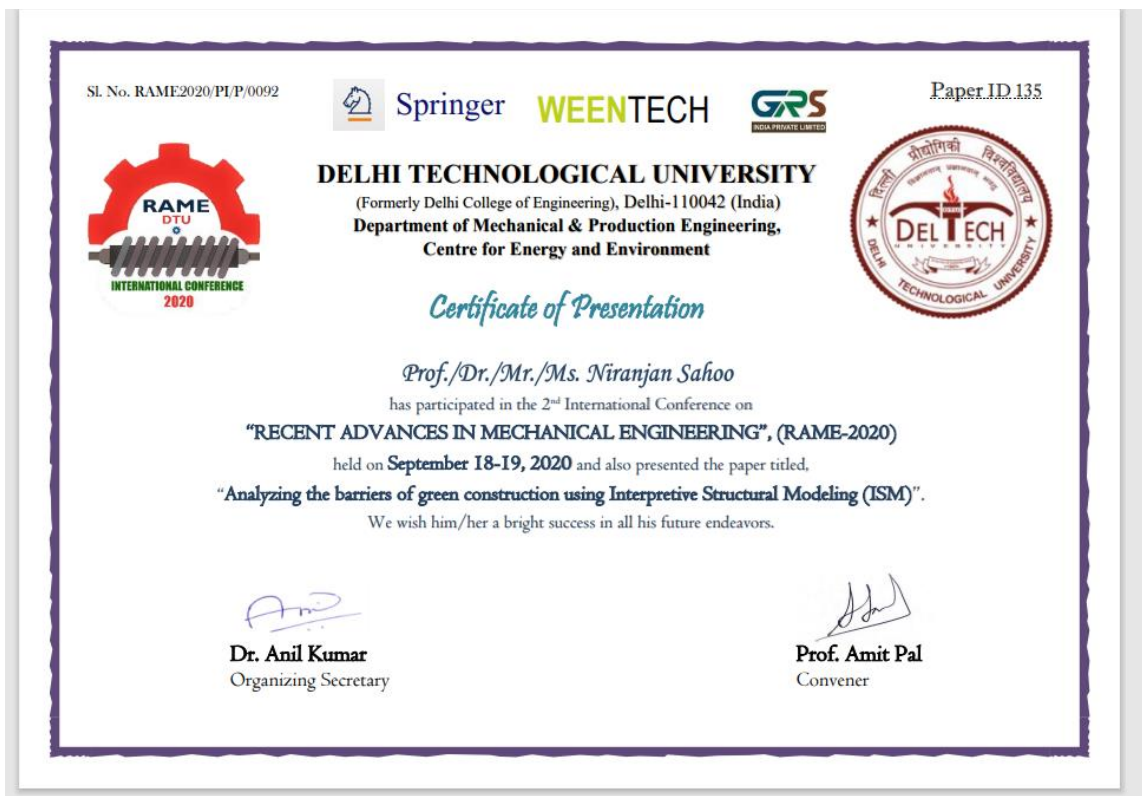 Sl. No. RAME2020/PI/P/0092
Springer
WEENTECH
GRS
INDIA PRIVATE LIMITED
Paper ID 135
RAME
DTU
INTERNATIONAL CONFERENCE
2020
DELHI TECHNOLOGICAL UNIVERSITY
(Formerly Delhi College of Engineering), Delhi-110042 (India)
Department of Mechanical & Production Engineering,
Centre for Energy and Environment
दिल्ली प्रौद्योगिकी विश्वविद्यालय
DELTECH
UNIVERSITY
DELHI TECHNOLOGICAL UNIVERSITY
Certificate of Presentation
Prof./Dr./Mr./Ms. Niranjan Sahoo
has participated in the 2nd International Conference on
“RECENT ADVANCES IN MECHANICAL ENGINEERING”, (RAME-2020)
held on September 18-19, 2020 and also presented the paper titled,
“Analyzing the barriers of green construction using Interpretive Structural Modeling (ISM)”.
We wish him/her a bright success in all his future endeavors.
Dr. Anil Kumar
Organizing Secretary
Prof. Amit Pal
Convener